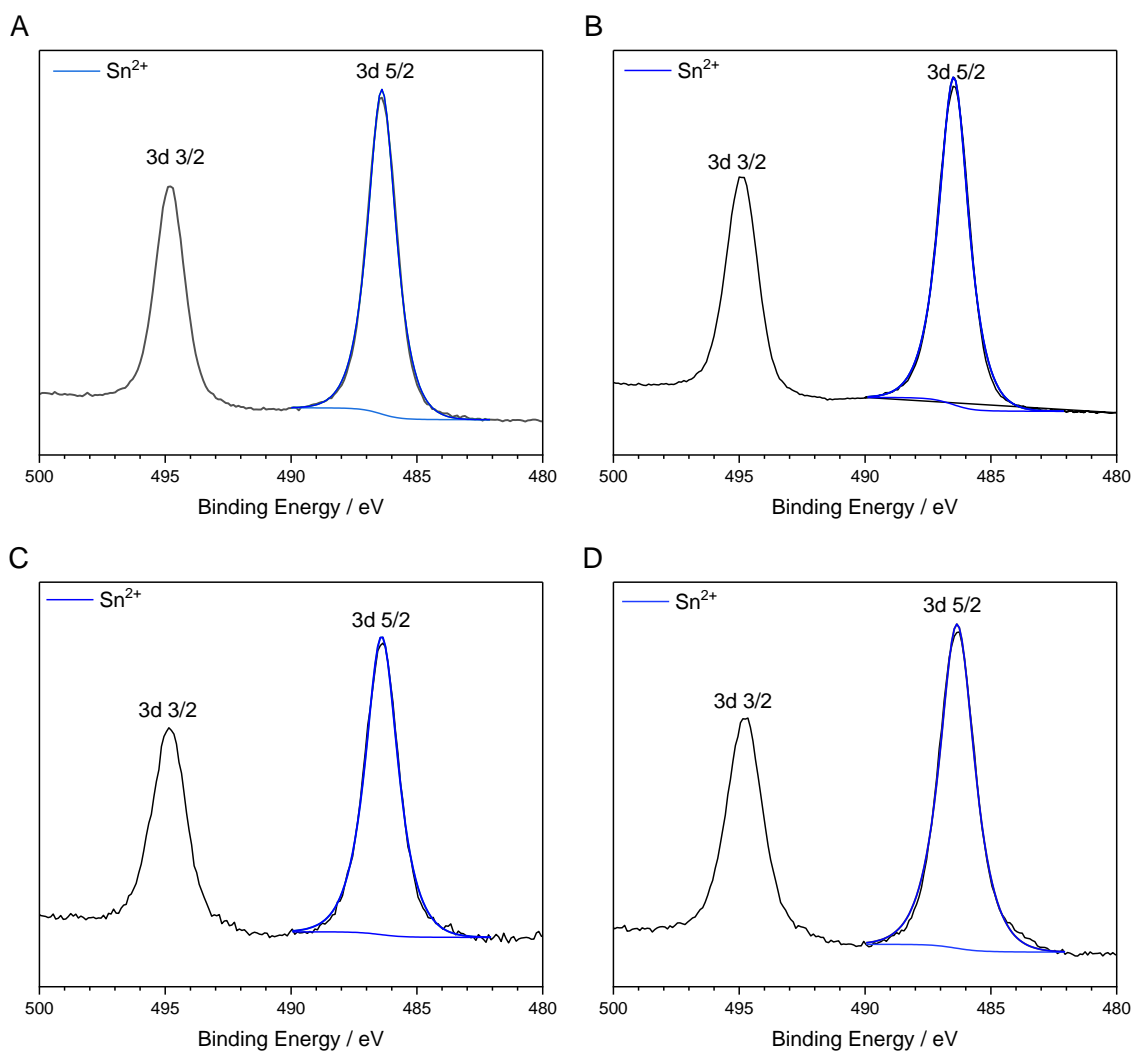 A
Sn²⁺
3d 5/2
3d 3/2
500 495 490 485 480
Binding Energy / eV
B
Sn²⁺
3d 5/2
3d 3/2
500 495 490 485 480
Binding Energy / eV
C
Sn²⁺
3d 5/2
3d 3/2
500 495 490 485 480
Binding Energy / eV
D
Sn²⁺
3d 5/2
3d 3/2
500 495 490 485 480
Binding Energy / eV